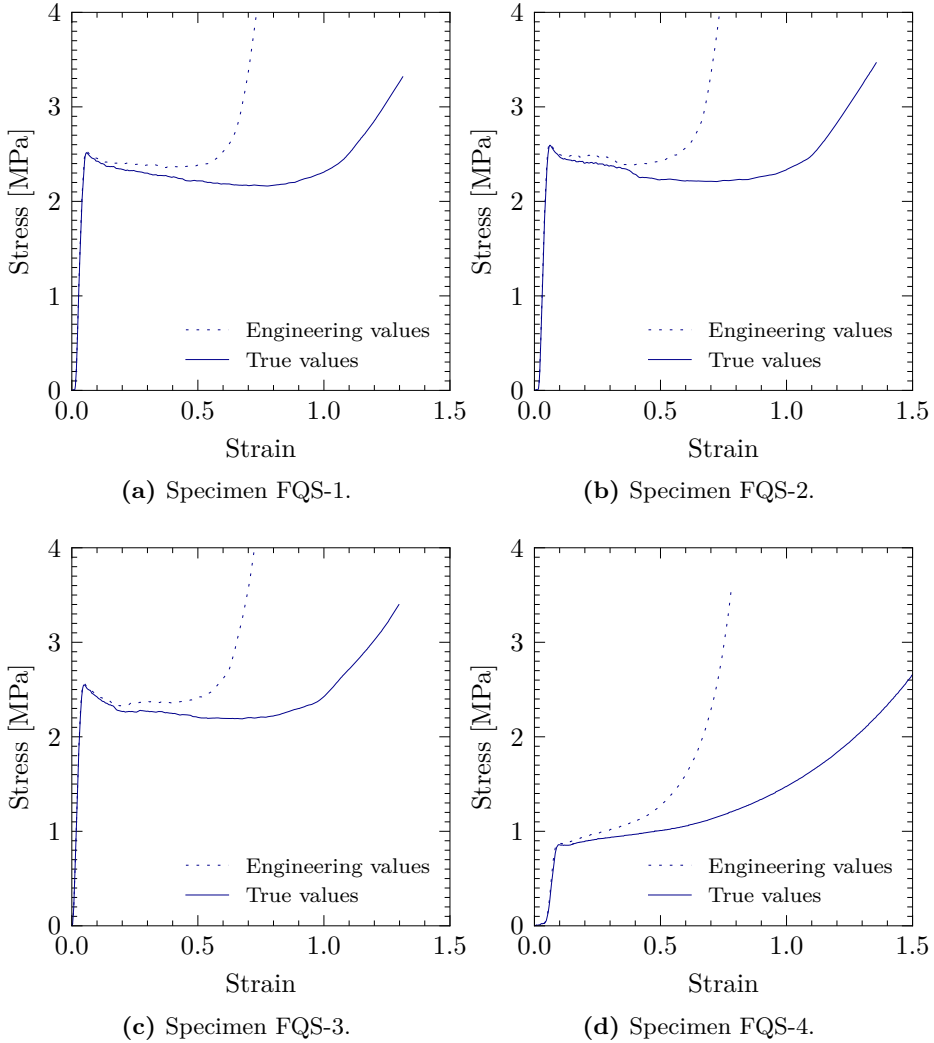 4
3
2
1
0
Stress [MPa]
Engineering values
True values
0.0 0.5 1.0 1.5
Strain
(a) Specimen FQS-1.
4
3
2
1
0
Stress [MPa]
Engineering values
True values
0.0 0.5 1.0 1.5
Strain
(b) Specimen FQS-2.
4
3
2
1
0
Stress [MPa]
Engineering values
True values
0.0 0.5 1.0 1.5
Strain
(c) Specimen FQS-3.
4
3
2
1
0
Stress [MPa]
Engineering values
True values
0.0 0.5 1.0 1.5
Strain
(d) Specimen FQS-4.